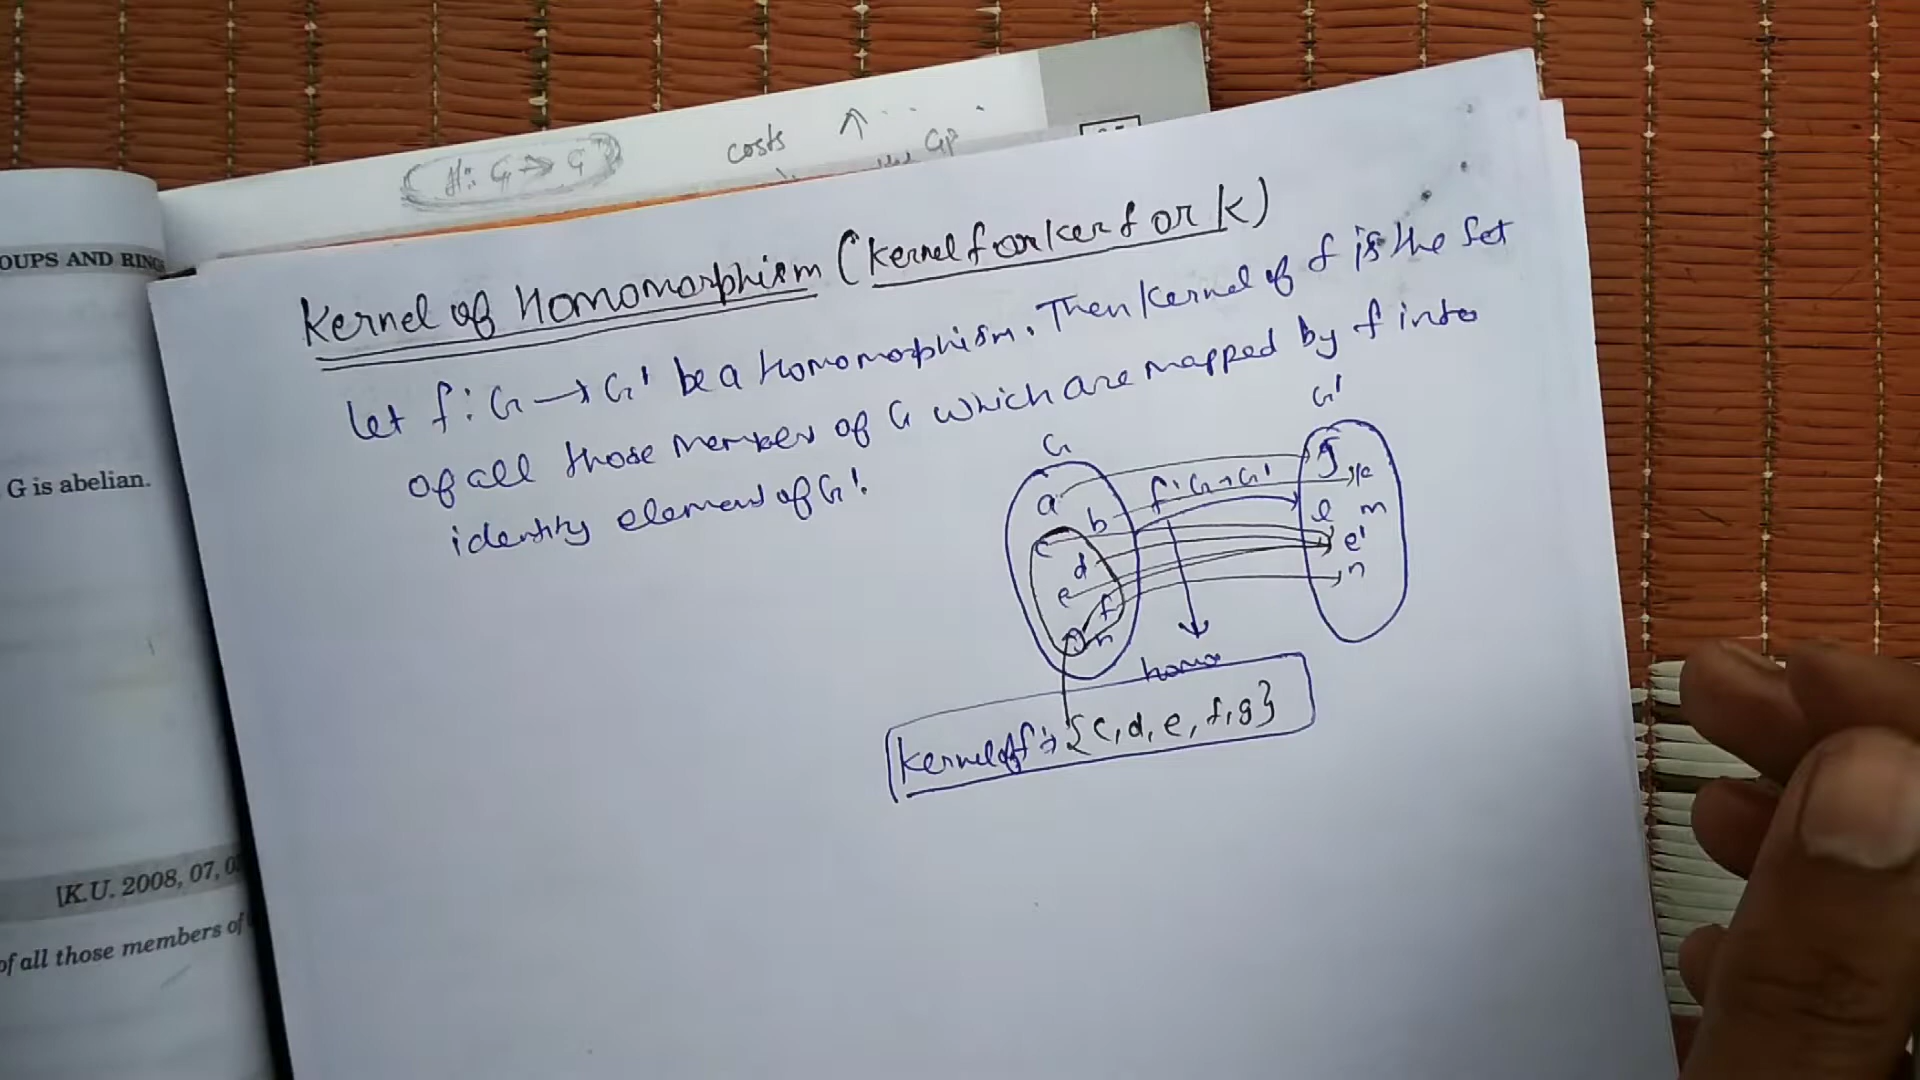 f: G → G'
costs ↑
GP
OUPS AND RING
G is abelian.
[K.U. 2008, 07, 0
of all those members of
Kernel of Homomorphism (Kernel f or ker f or K)
Let f : G → G' be a Homomorphism. Then Kernel of f is the set
of all those member of G which are mapped by f into
identity element of G'.
G G'
a
b
c
d
e
f
g h
f: G → G'
homo
j k
l m
e'
n
Kernel of f = {c, d, e, f, g}